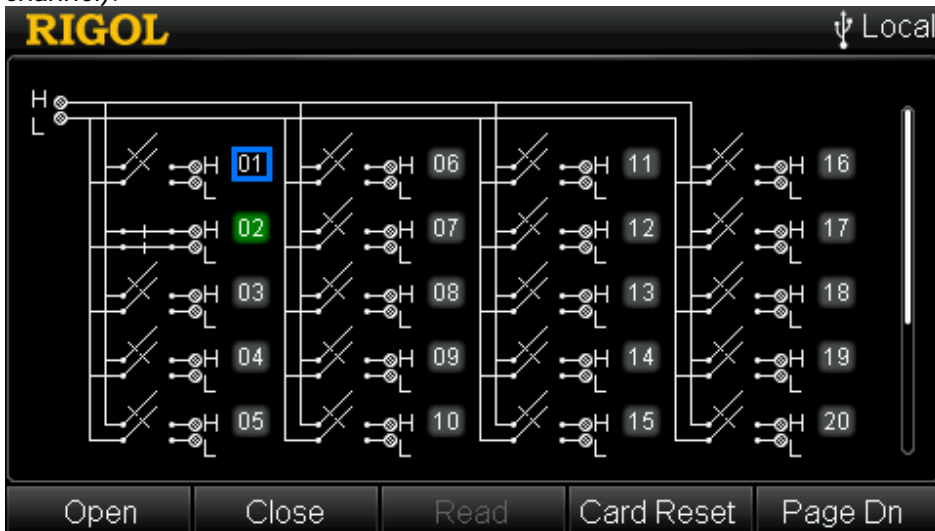 channel).
RIGOL Local
H
L
H 01 H 06 H 11 H 16
L L L L
H 02 H 07 H 12 H 17
L L L L
H 03 H 08 H 13 H 18
L L L L
H 04 H 09 H 14 H 19
L L L L
H 05 H 10 H 15 H 20
L L L L
Open Close Read Card Reset Page Dn